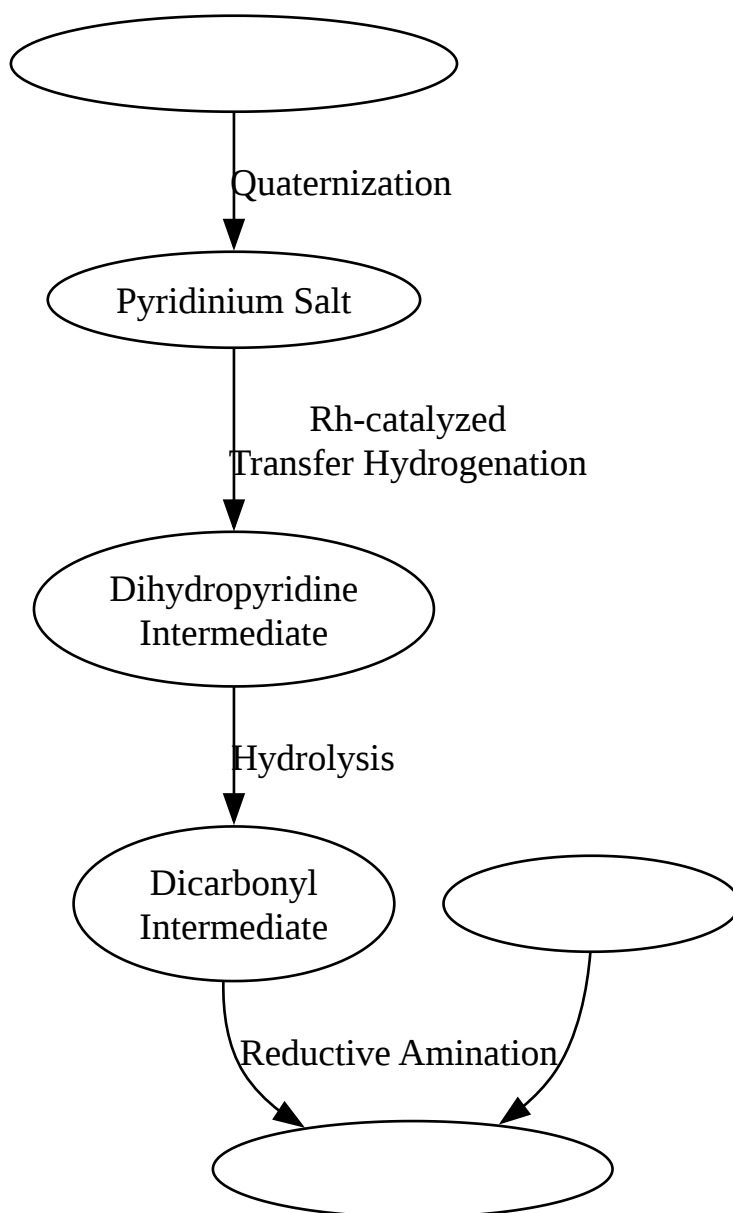 Quaternization
Pyridinium Salt
Rh-catalyzed
Transfer Hydrogenation
Dihydropyridine
Intermediate
Hydrolysis
Dicarbonyl
Intermediate
Reductive Amination